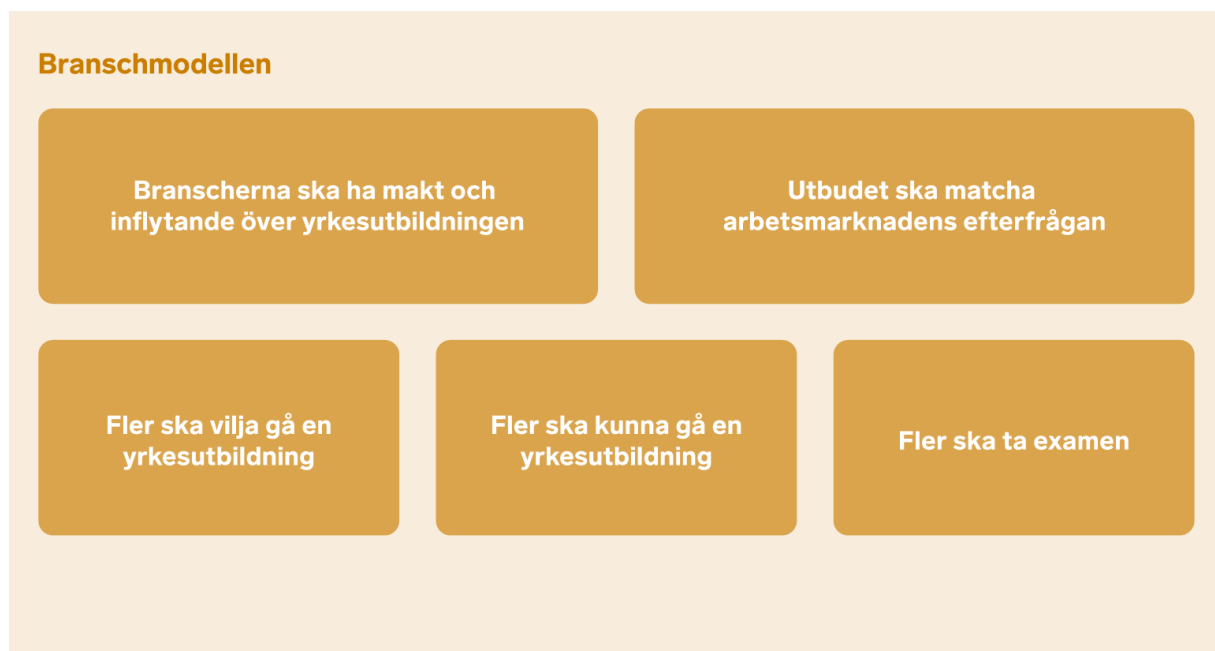 Branschmodellen
Branscherna ska ha makt och
inflytande över yrkesutbildningen
Utbudet ska matcha
arbetsmarknadens efterfrågan
Fler ska vilja gå en
yrkesutbildning
Fler ska kunna gå en
yrkesutbildning
Fler ska ta examen